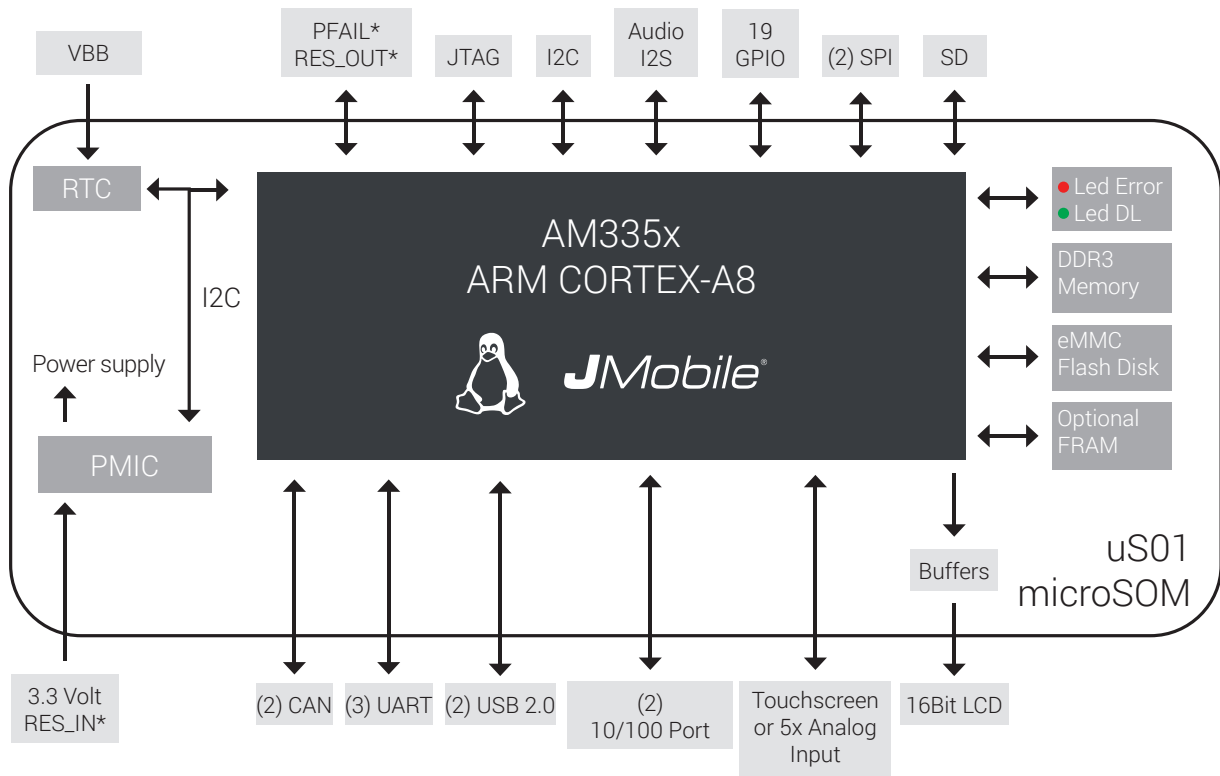 VBB
PFAIL*
RES_OUT*
JTAG
I2C
Audio
I2S
19
GPIO
(2) SPI
SD
RTC
I2C
Power supply
PMIC
AM335x
ARM CORTEX-A8
JMobile®
Led Error
Led DL
DDR3
Memory
eMMC
Flash Disk
Optional
FRAM
Buffers
uS01
microSOM
3.3 Volt
RES_IN*
(2) CAN
(3) UART
(2) USB 2.0
(2)
10/100 Port
Touchscreen
or 5x Analog
Input
16Bit LCD